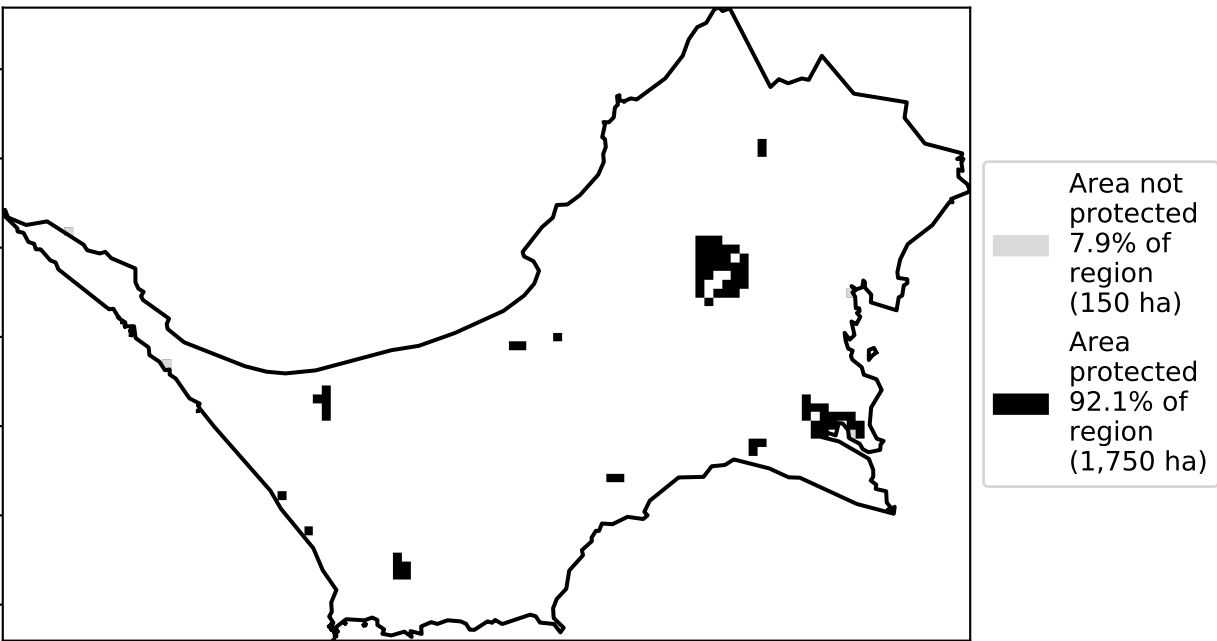 Area not
protected
7.9% of
region
(150 ha)
Area
protected
92.1% of
region
(1,750 ha)